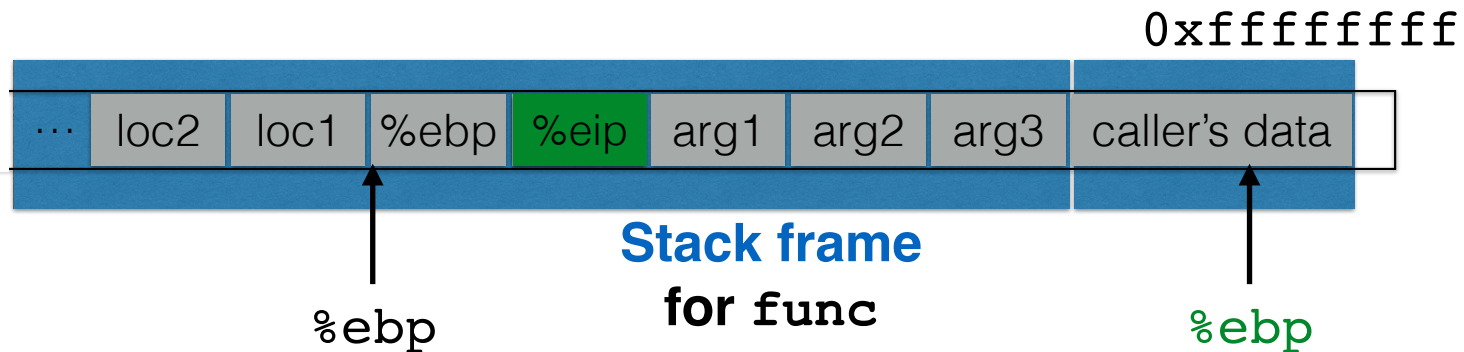 0xffffffff
... loc2 loc1 %ebp %eip arg1 arg2 arg3 caller’s data
Stack frame
for func
%ebp
%ebp